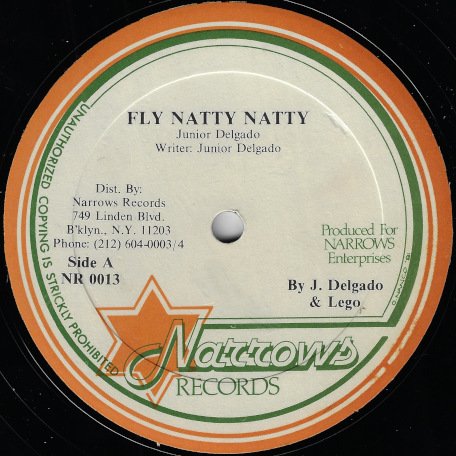 FLY NATTY NATTY
Junior Delgado
Writer: Junior Delgado
Dist. By:
Narrows Records
749 Linden Blvd.
B'klyn., N.Y. 11203
Phone: (212) 604-0003/4
Side A
NR 0013
Produced For
NARROWS
Enterprises
By J. Delgado
& Lego
UNAUTHORIZED COPYING IS STRICKLY PROHIBITED
Narrows
RECORDS